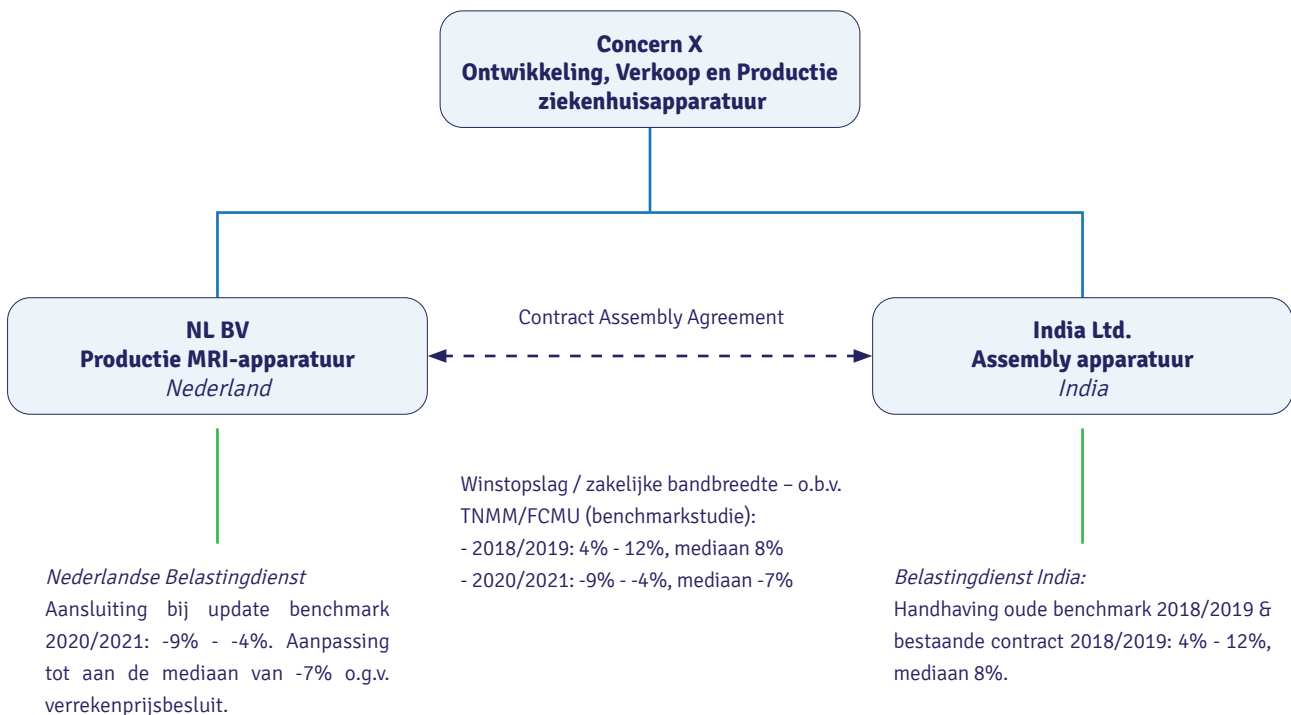 Concern X
Ontwikkeling, Verkoop en Productie
ziekenhuisapparatuur
NL BV
Productie MRI-apparatuur
Nederland
Contract Assembly Agreement
India Ltd.
Assembly apparatuur
India
Winstopslag / zakelijke bandbreedte – o.b.v.
TNMM/FCMU (benchmarkstudie):
- 2018/2019: 4% - 12%, mediaan 8%
- 2020/2021: -9% - -4%, mediaan -7%
Nederlandse Belastingdienst
Aansluiting bij update benchmark
2020/2021: -9% - -4%. Aanpassing
tot aan de mediaan van -7% o.g.v.
verrekenprijsbesluit.
Belastingdienst India:
Handhaving oude benchmark 2018/2019 &
bestaande contract 2018/2019: 4% - 12%,
mediaan 8%.